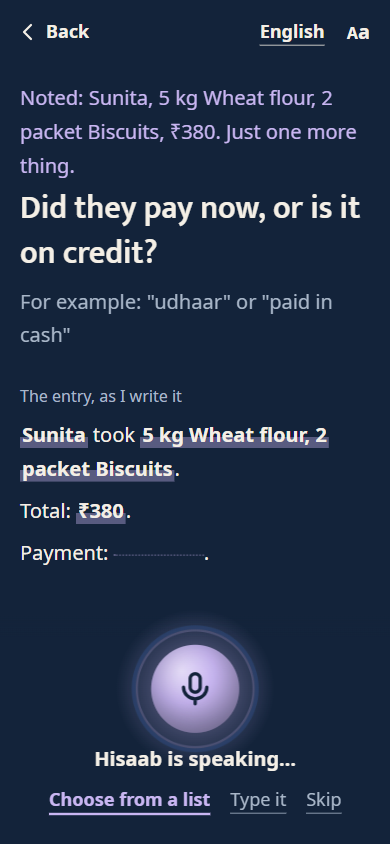 Back English Aa
Noted: Sunita, 5 kg Wheat flour, 2
packet Biscuits, ₹380. Just one more
thing.
Did they pay now, or is it
on credit?
For example: "udhaar" or "paid in
cash"
The entry, as I write it
Sunita took 5 kg Wheat flour, 2
packet Biscuits.
Total: ₹380.
Payment: .
Hisaab is speaking...
Choose from a list Type it Skip